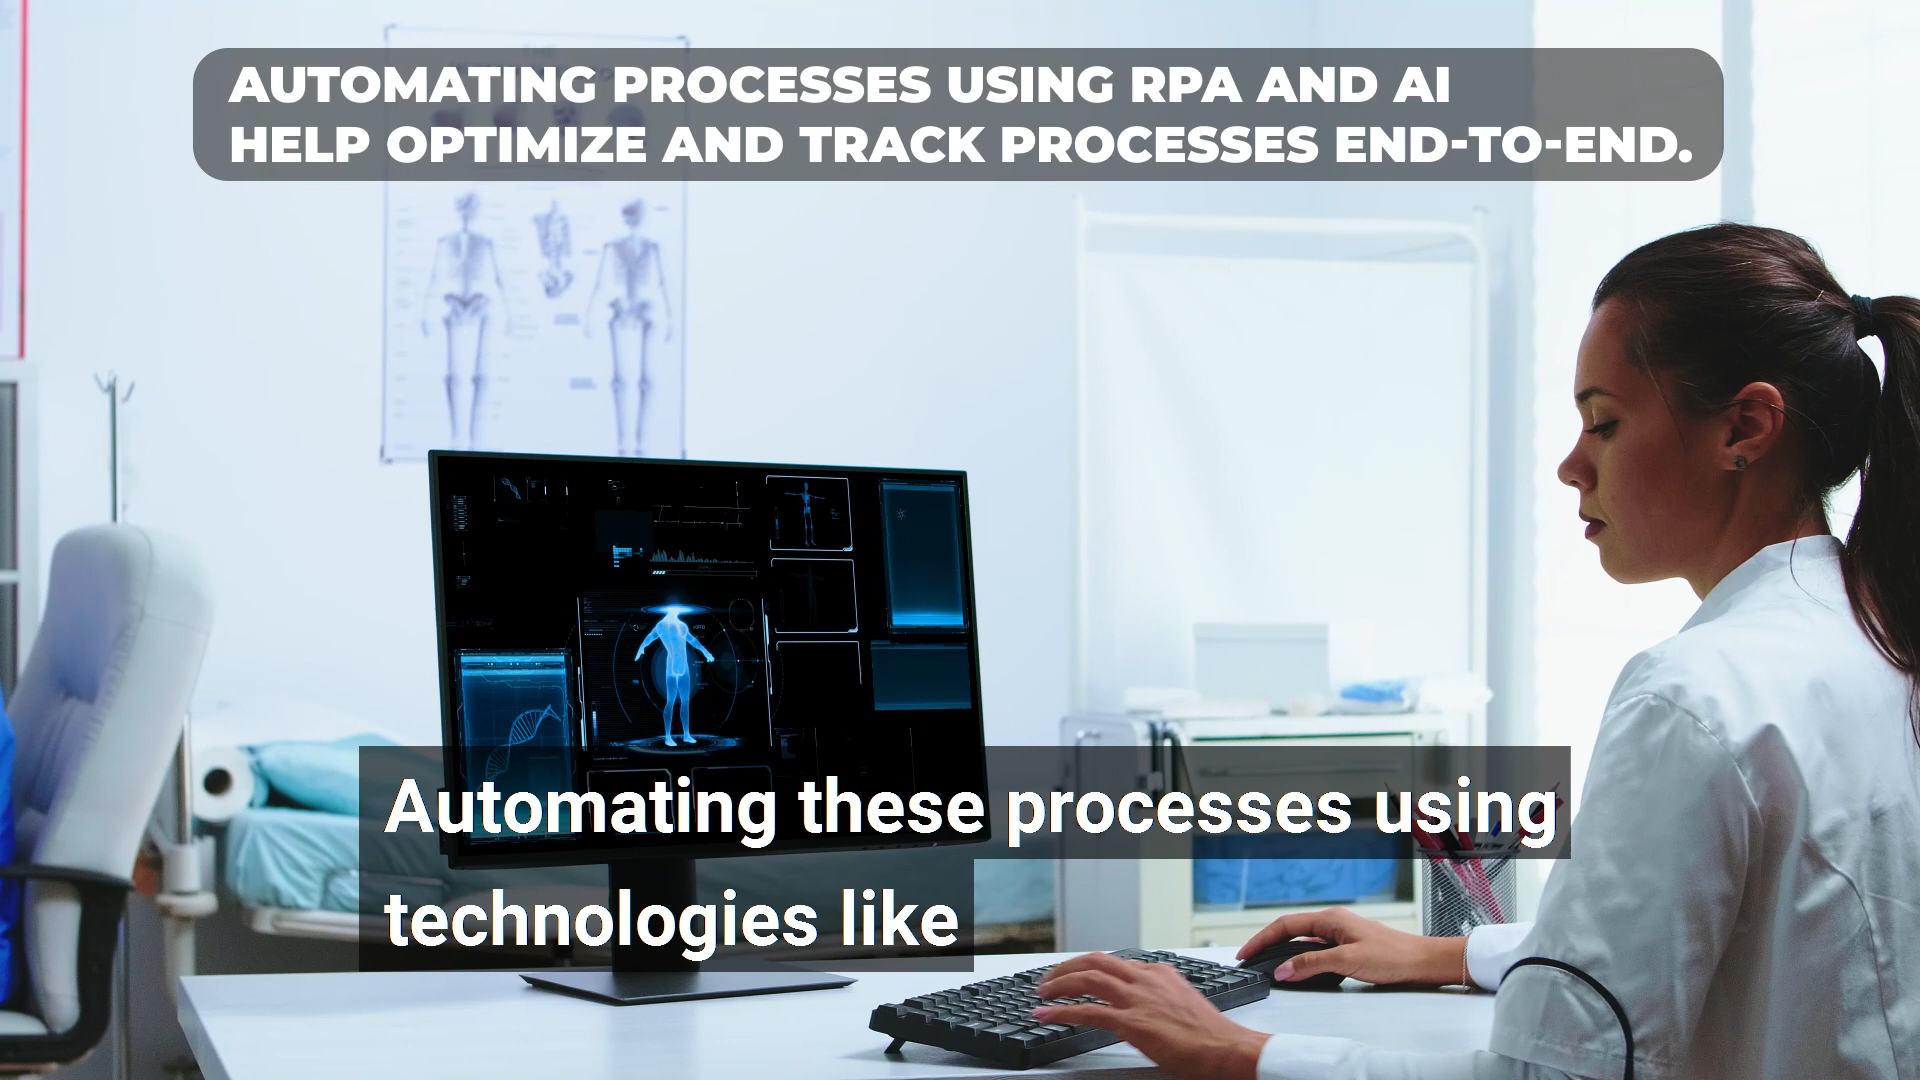 AUTOMATING PROCESSES USING RPA AND AI
HELP OPTIMIZE AND TRACK PROCESSES END-TO-END.
Automating these processes using
technologies like